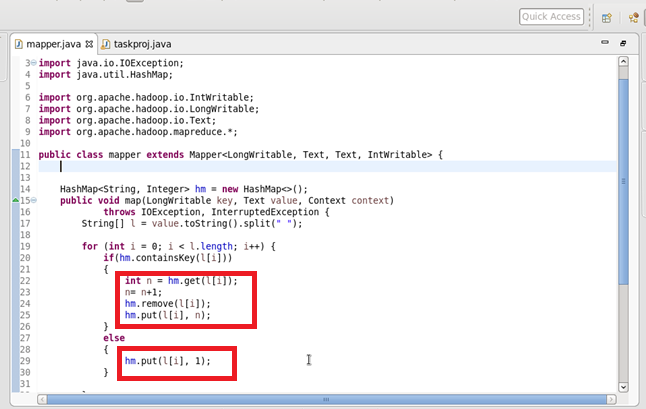 Quick Access
mapper.java taskproj.java
3 import java.io.IOException;
4 import java.util.HashMap;
5
6 import org.apache.hadoop.io.IntWritable;
7 import org.apache.hadoop.io.LongWritable;
8 import org.apache.hadoop.io.Text;
9 import org.apache.hadoop.mapreduce.*;
10
11 public class mapper extends Mapper<LongWritable, Text, Text, IntWritable> {
12
13
14 HashMap<String, Integer> hm = new HashMap<>();
15 public void map(LongWritable key, Text value, Context context)
16 throws IOException, InterruptedException {
17 String[] l = value.toString().split(" ");
18
19 for (int i = 0; i < l.length; i++) {
20 if(hm.containsKey(l[i]))
21 {
22 int n = hm.get(l[i]);
23 n= n+1;
24 hm.remove(l[i]);
25 hm.put(l[i], n);
26 }
27 else
28 {
29 hm.put(l[i], 1);
30 }
31